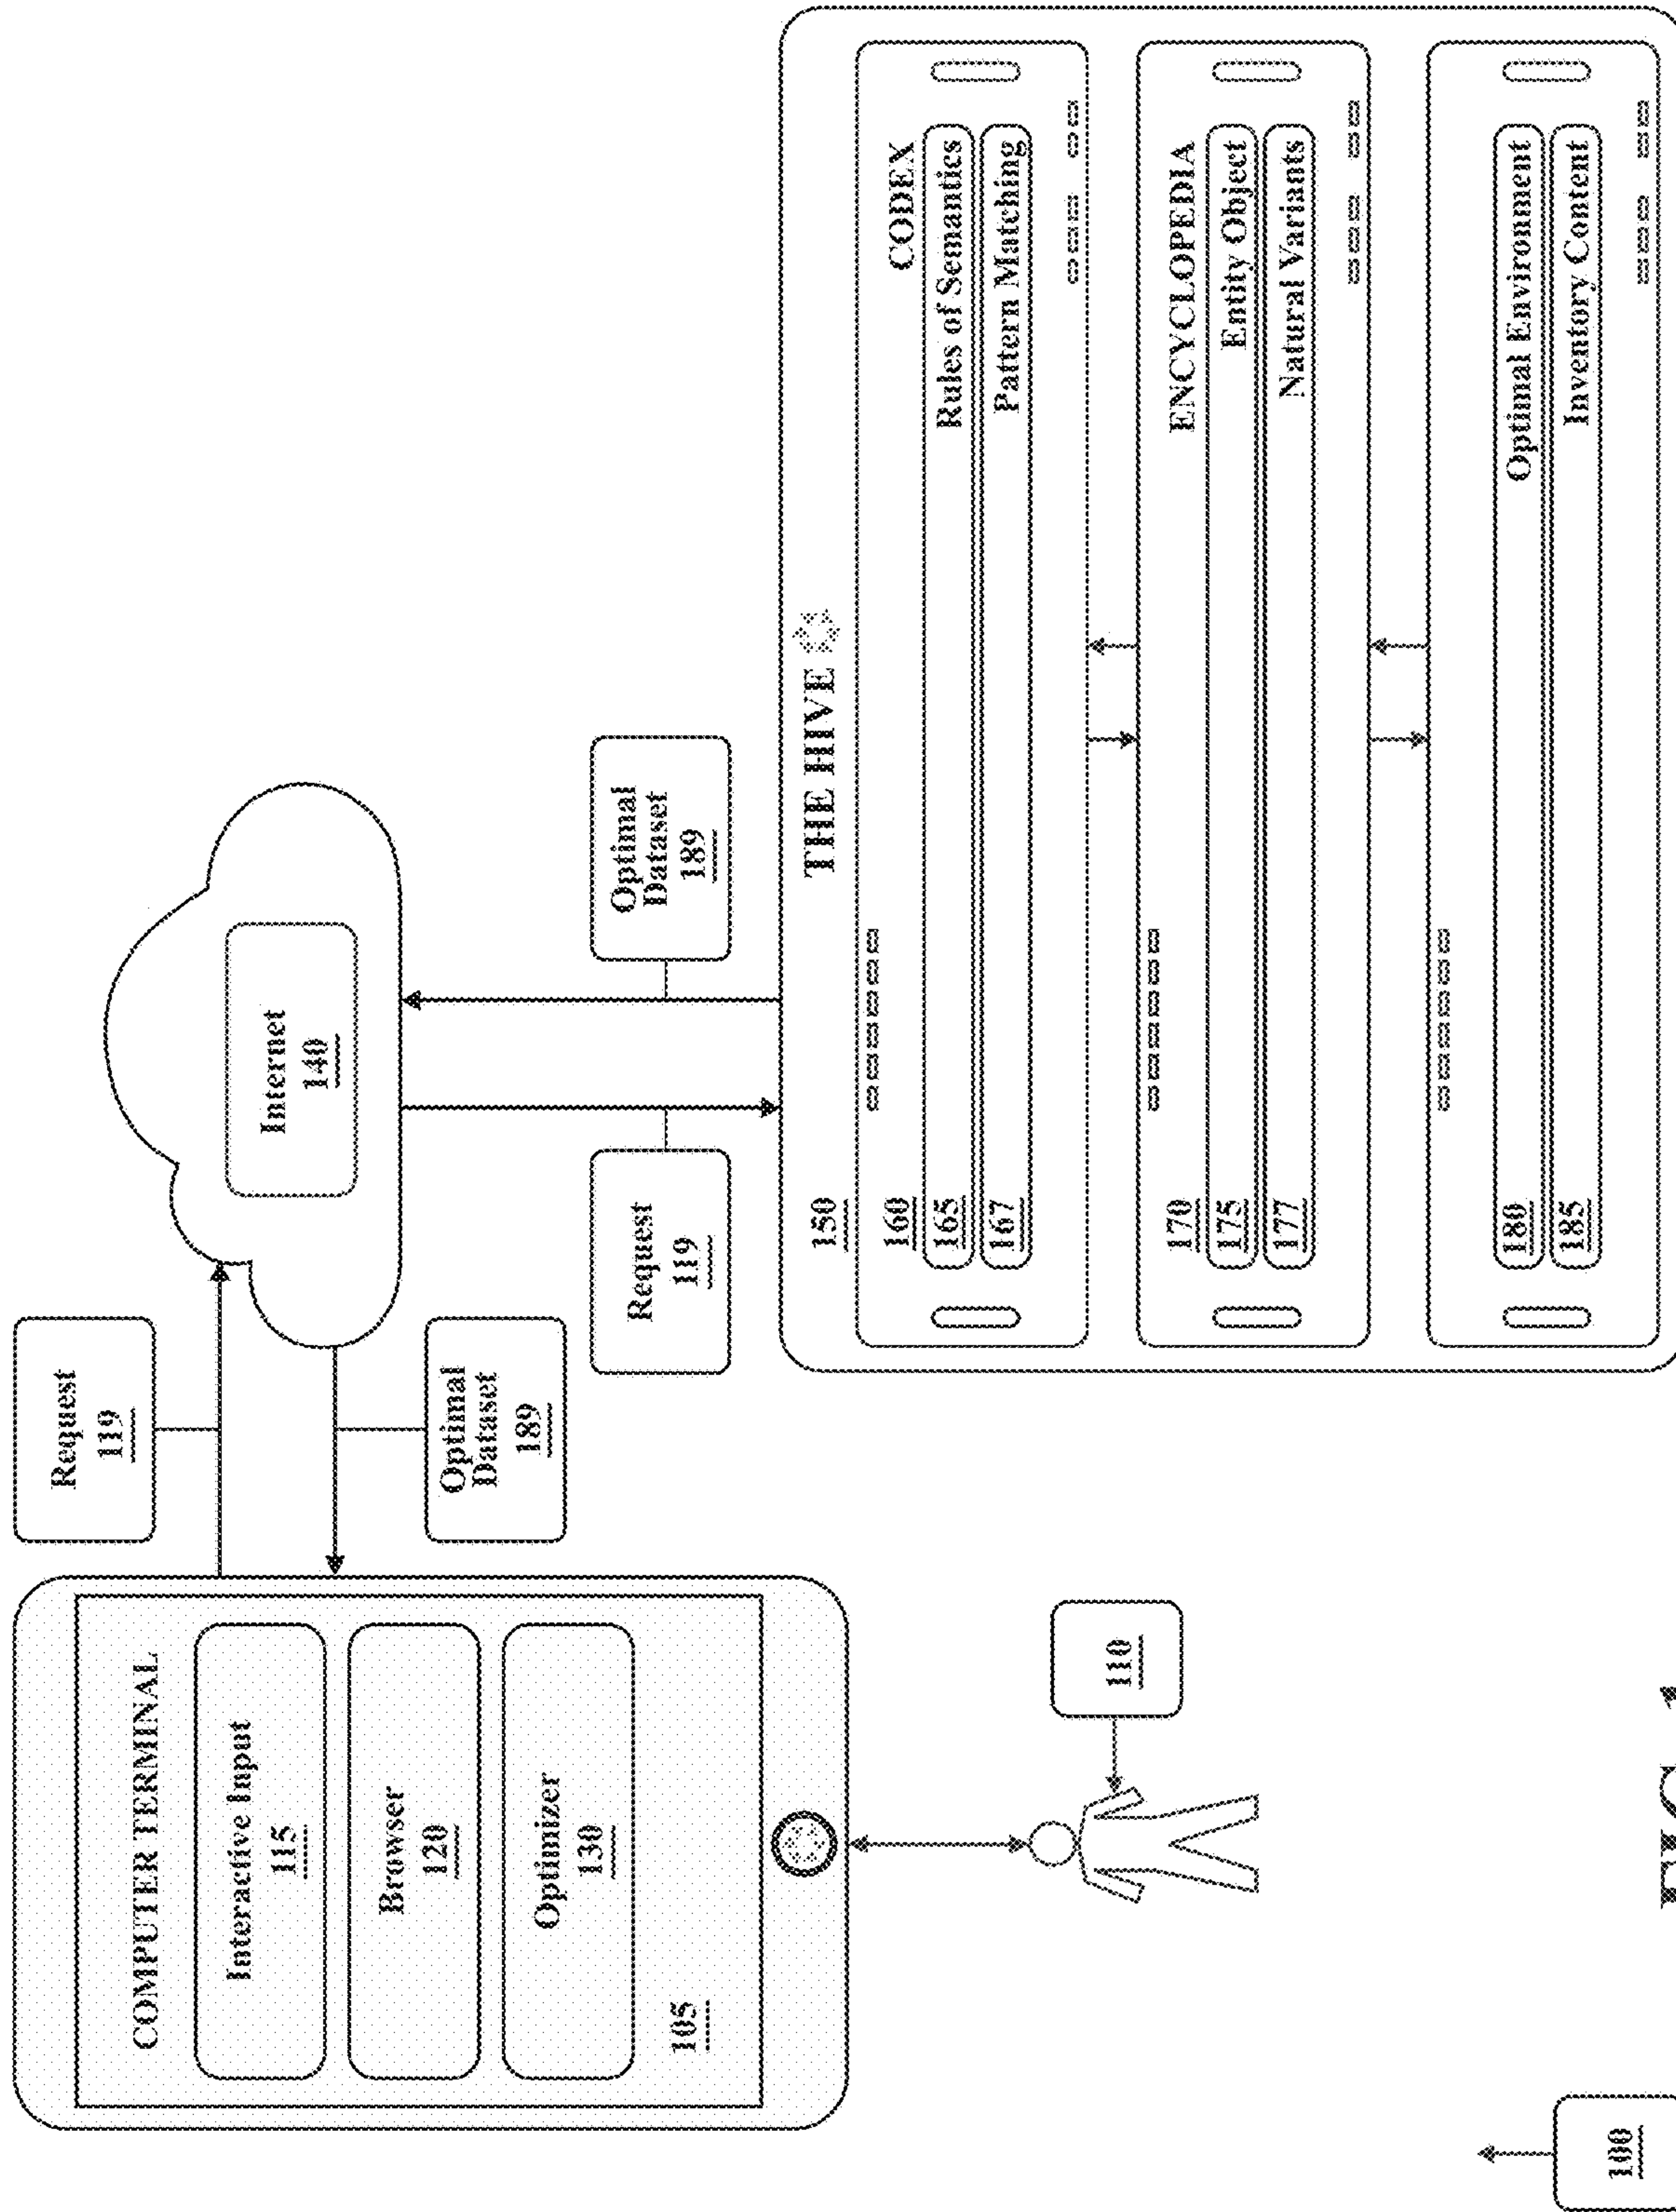 COMPUTER TERMINAL
Interactive Input
115
Browser
120
Optimizer
130
105
110
100
Request
119
Optimal
Dataset
189
Internet
140
Request
119
Optimal
Dataset
189
150 THE HIVE
160 CODEX
165 Rules of Semantics
167 Pattern Matching
170 ENCYCLOPEDIA
175 Entity Object
177 Natural Variants
180 Optimal Environment
185 Inventory Content
FIG. 1